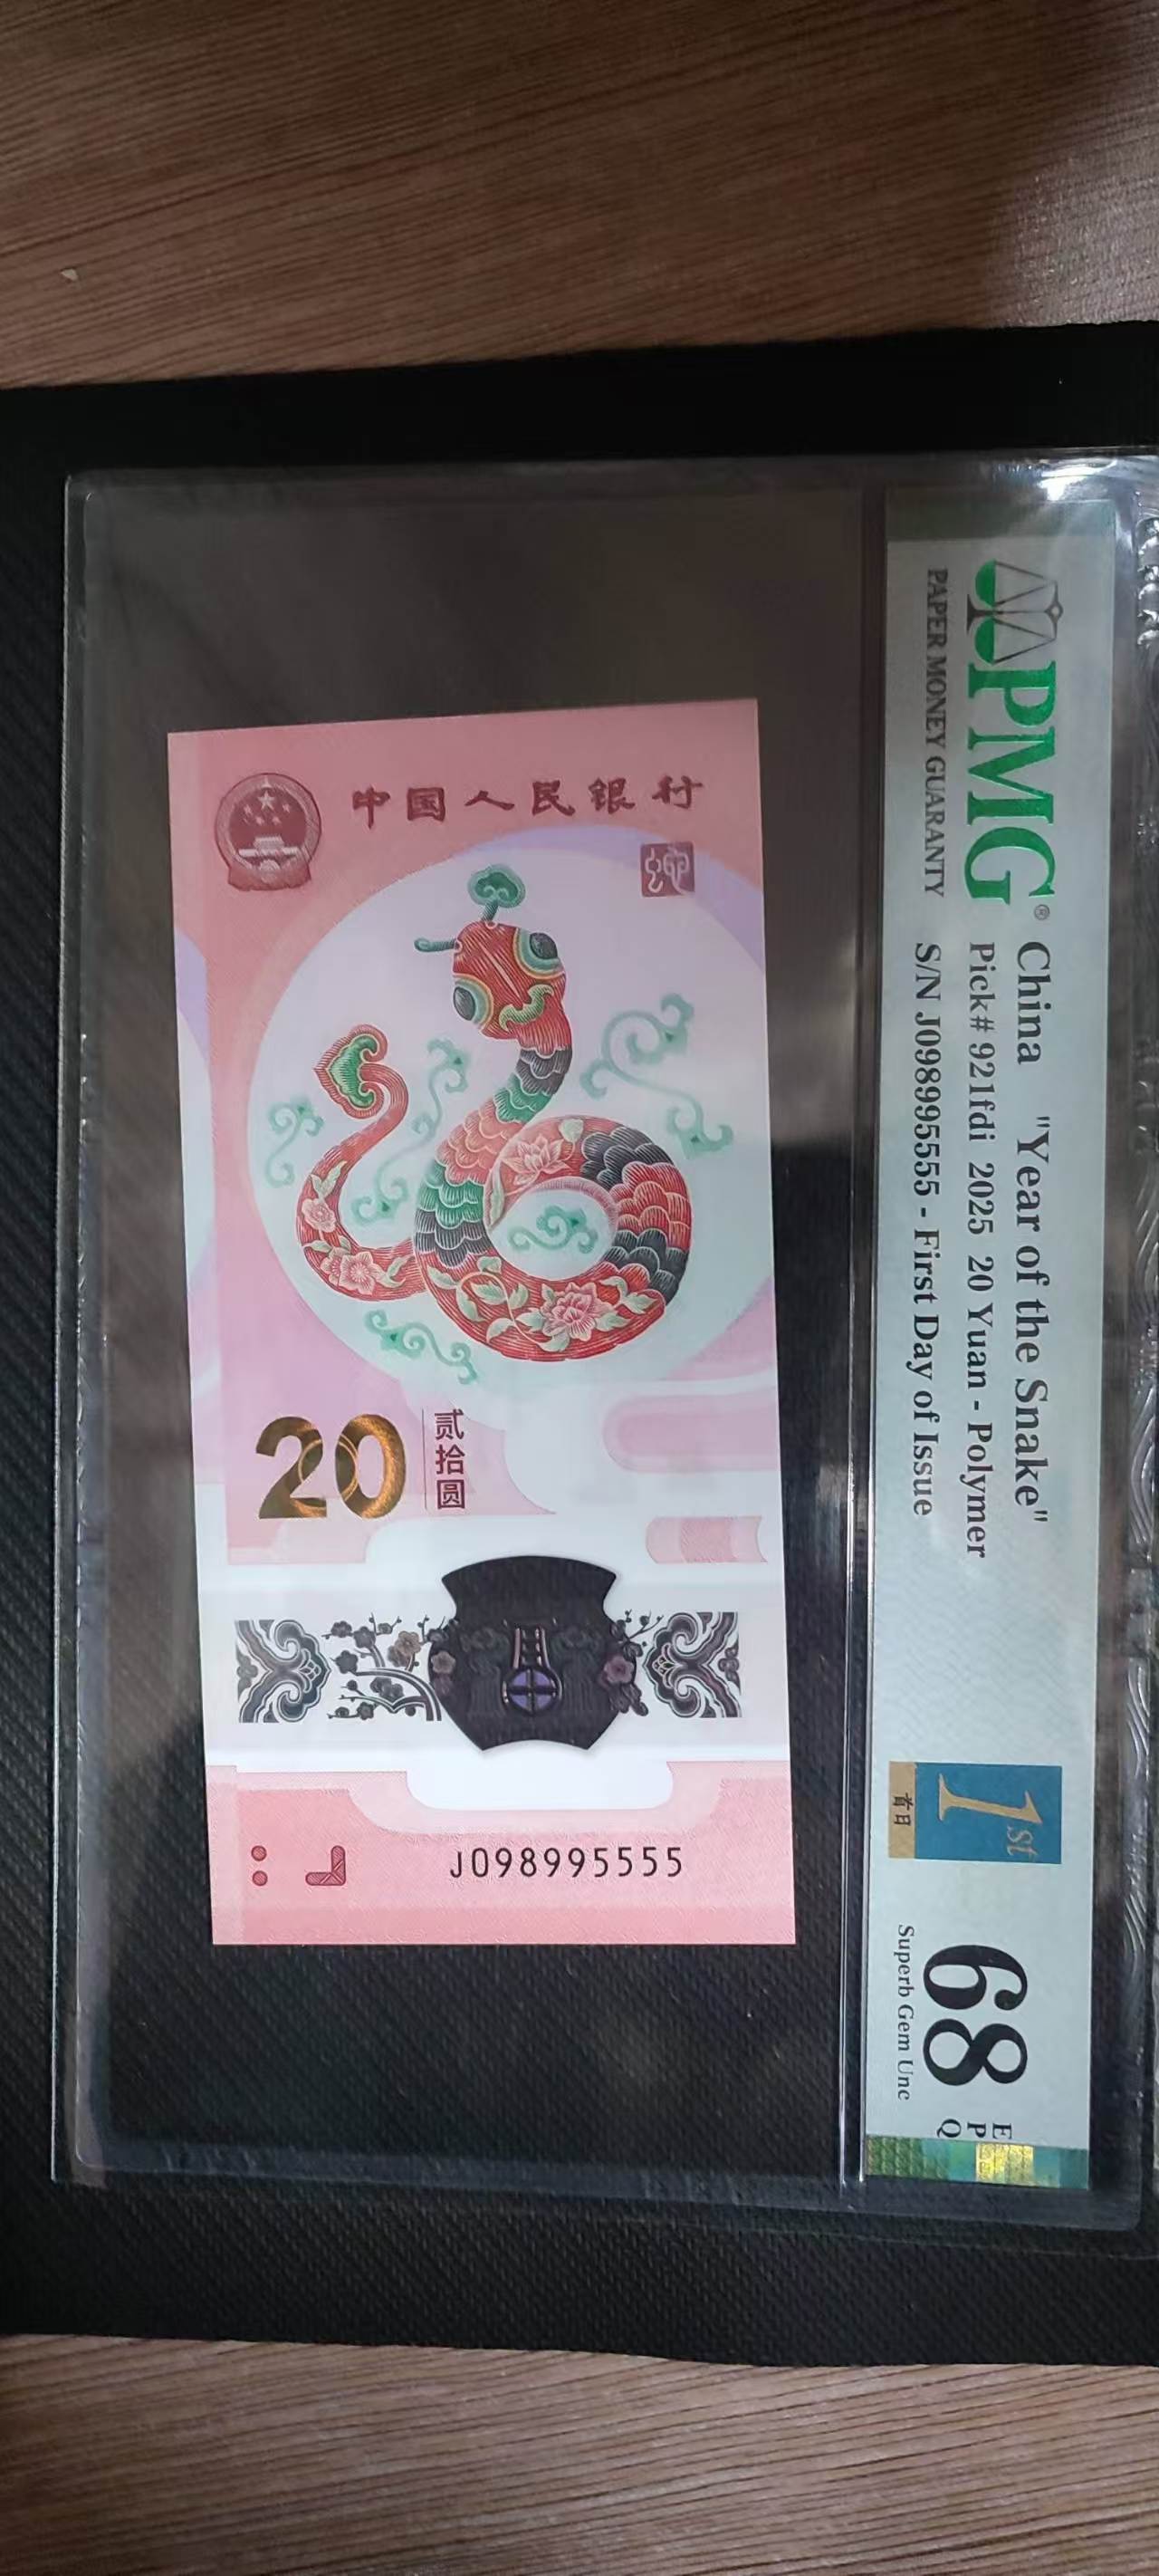 PMG®
PAPER MONEY GUARANTY
China "Year of the Snake"
Pick# 921fdi 2025 20 Yuan - Polymer
S/N J098995555 - First Day of Issue
1st
首日
68
EPQ
Superb Gem Unc
中国人民银行
20
贰拾圆
J098995555